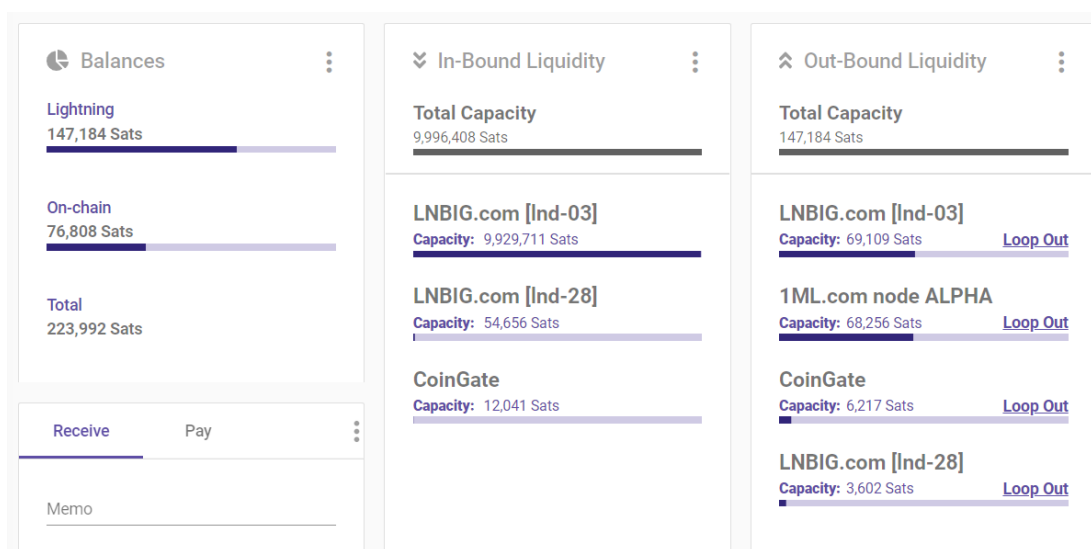 Balances
Lightning
147,184 Sats
On-chain
76,808 Sats
Total
223,992 Sats
Receive Pay
Memo
In-Bound Liquidity
Total Capacity
9,996,408 Sats
LNBIG.com [lnd-03]
Capacity: 9,929,711 Sats
LNBIG.com [lnd-28]
Capacity: 54,656 Sats
CoinGate
Capacity: 12,041 Sats
Out-Bound Liquidity
Total Capacity
147,184 Sats
LNBIG.com [lnd-03]
Capacity: 69,109 Sats Loop Out
1ML.com node ALPHA
Capacity: 68,256 Sats Loop Out
CoinGate
Capacity: 6,217 Sats Loop Out
LNBIG.com [lnd-28]
Capacity: 3,602 Sats Loop Out